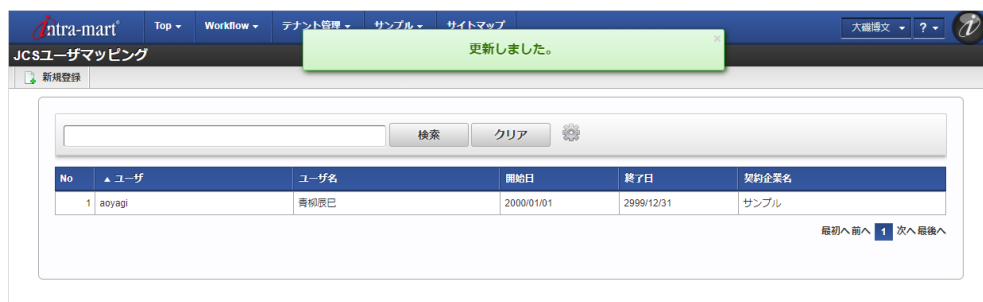 intra-mart® Top Workflow テナント管理 サンプル サイトマップ 大磯博文 ?
更新しました。 ×
JCSユーザマッピング
新規登録
検索 クリア
No ▲ ユーザ ユーザ名 開始日 終了日 契約企業名
1 aoyagi 青柳辰巳 2000/01/01 2999/12/31 サンプル
最初へ 前へ 1 次へ 最後へ